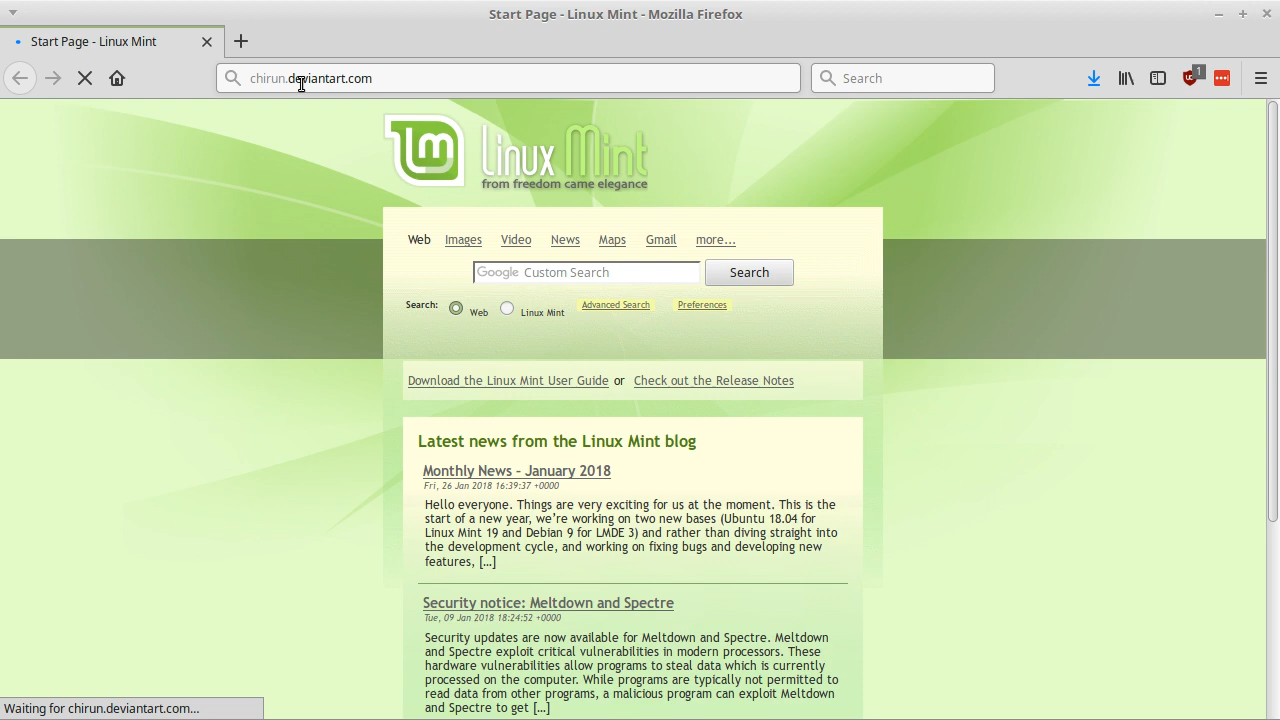 Start Page - Linux Mint - Mozilla Firefox
Start Page - Linux Mint
chirun.deviantart.com
Search
1
Linux Mint
from freedom came elegance
Web Images Video News Maps Gmail more...
Google Custom Search
Search
Search: Web Linux Mint Advanced Search Preferences
Download the Linux Mint User Guide or Check out the Release Notes
Latest news from the Linux Mint blog
Monthly News – January 2018
Fri, 26 Jan 2018 16:39:37 +0000
Hello everyone. Things are very exciting for us at the moment. This is the
start of a new year, we're working on two new bases (Ubuntu 18.04 for
Linux Mint 19 and Debian 9 for LMDE 3) and rather than diving straight into
the development cycle, and working on fixing bugs and developing new
features, [...]
Security notice: Meltdown and Spectre
Tue, 09 Jan 2018 18:24:52 +0000
Security updates are now available for Meltdown and Spectre. Meltdown
and Spectre exploit critical vulnerabilities in modern processors. These
hardware vulnerabilities allow programs to steal data which is currently
processed on the computer. While programs are typically not permitted to
read data from other programs, a malicious program can exploit Meltdown
and Spectre to get [...]
Waiting for chirun.deviantart.com...